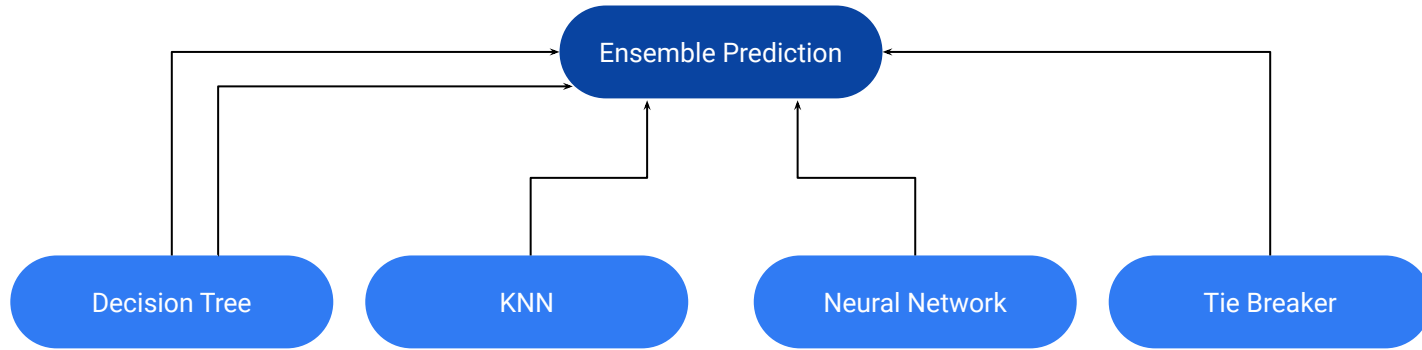 Ensemble Prediction
Decision Tree
KNN
Neural Network
Tie Breaker